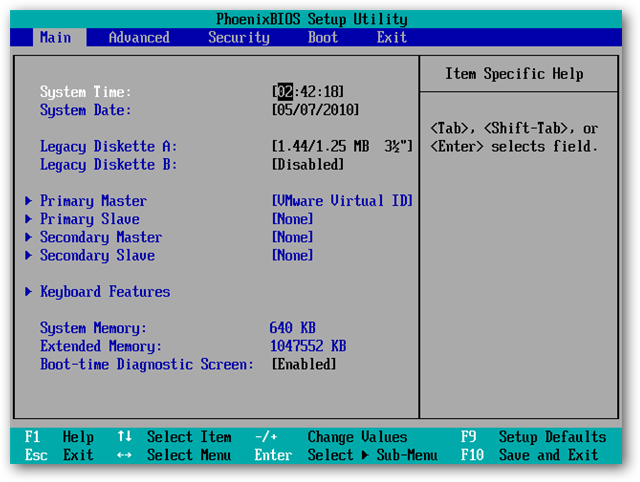 PhoenixBIOS Setup Utility
Main Advanced Security Boot Exit
Item Specific Help
System Time: [02:42:18]
System Date: [05/07/2010]
<Tab>, <Shift-Tab>, or
<Enter> selects field.
Legacy Diskette A: [1.44/1.25 MB 3½"]
Legacy Diskette B: [Disabled]
▶ Primary Master [VMware Virtual ID]
▶ Primary Slave [None]
▶ Secondary Master [None]
▶ Secondary Slave [None]
▶ Keyboard Features
System Memory: 640 KB
Extended Memory: 1047552 KB
Boot-time Diagnostic Screen: [Enabled]
F1 Help ↑↓ Select Item -/+ Change Values F9 Setup Defaults
Esc Exit ↔ Select Menu Enter Select ▶ Sub-Menu F10 Save and Exit